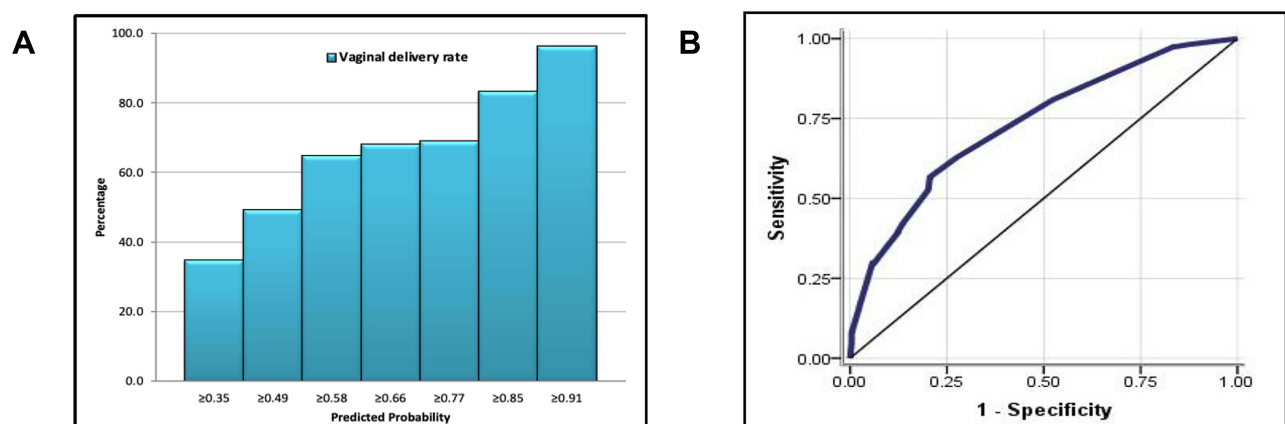 A
100.0
80.0
60.0
40.0
20.0
0.0
Percentage
Vaginal delivery rate
≥0.35 ≥0.49 ≥0.58 ≥0.66 ≥0.77 ≥0.85 ≥0.91
Predicted Probability
B
1.00
0.75
0.50
0.25
0.00
Sensitivity
0.00 0.25 0.50 0.75 1.00
1 - Specificity